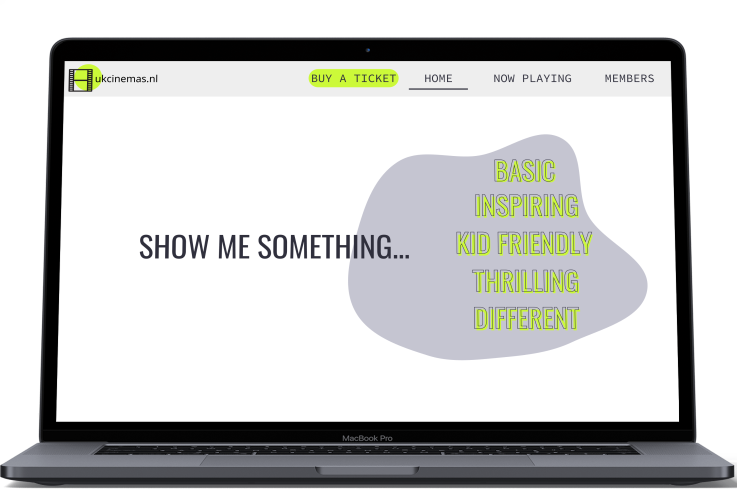 ukcinemas.nl
BUY A TICKET
HOME
NOW PLAYING
MEMBERS
SHOW ME SOMETHING...
BASIC
INSPIRING
KID FRIENDLY
THRILLING
DIFFERENT
MacBook Pro